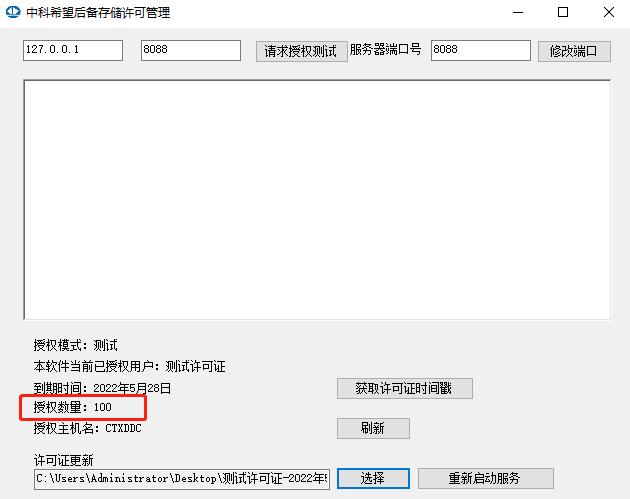 中科希望后备存储许可管理
127.0.0.1 8088 请求授权测试 服务器端口号 8088 修改端口
授权模式：测试
本软件当前已授权用户：测试许可证
到期时间：2022年5月28日 获取许可证时间戳
授权数量：100
授权主机名：CTXDDC 刷新
许可证更新
C:\Users\Administrator\Desktop\测试许可证-2022年5 选择 重新启动服务